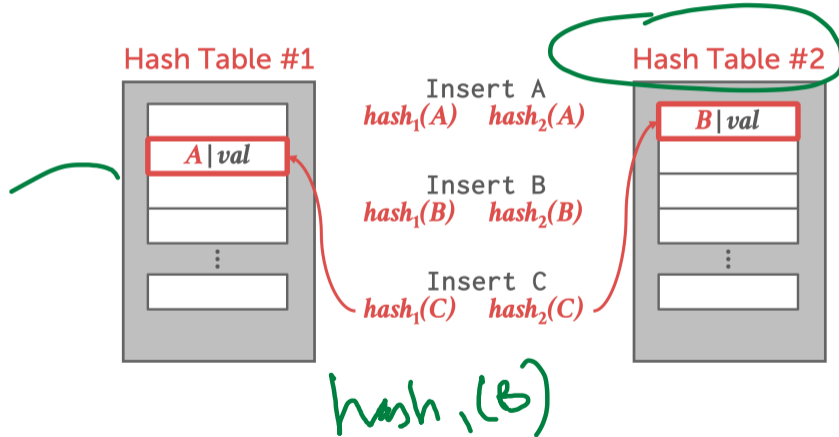 Hash Table #1
A|val
⋮
Insert A
hash₁(A) hash₂(A)
Insert B
hash₁(B) hash₂(B)
Insert C
hash₁(C) hash₂(C)
Hash Table #2
B|val
⋮
hash₁(B)